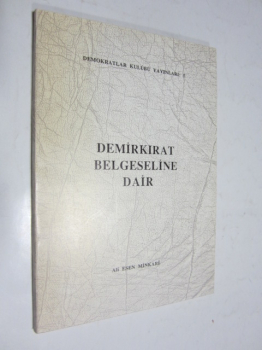 DEMOKRATLAR KULÜBÜ YAYINLARI
DEMİRKIRAT
BELGESELİNE
DAİR